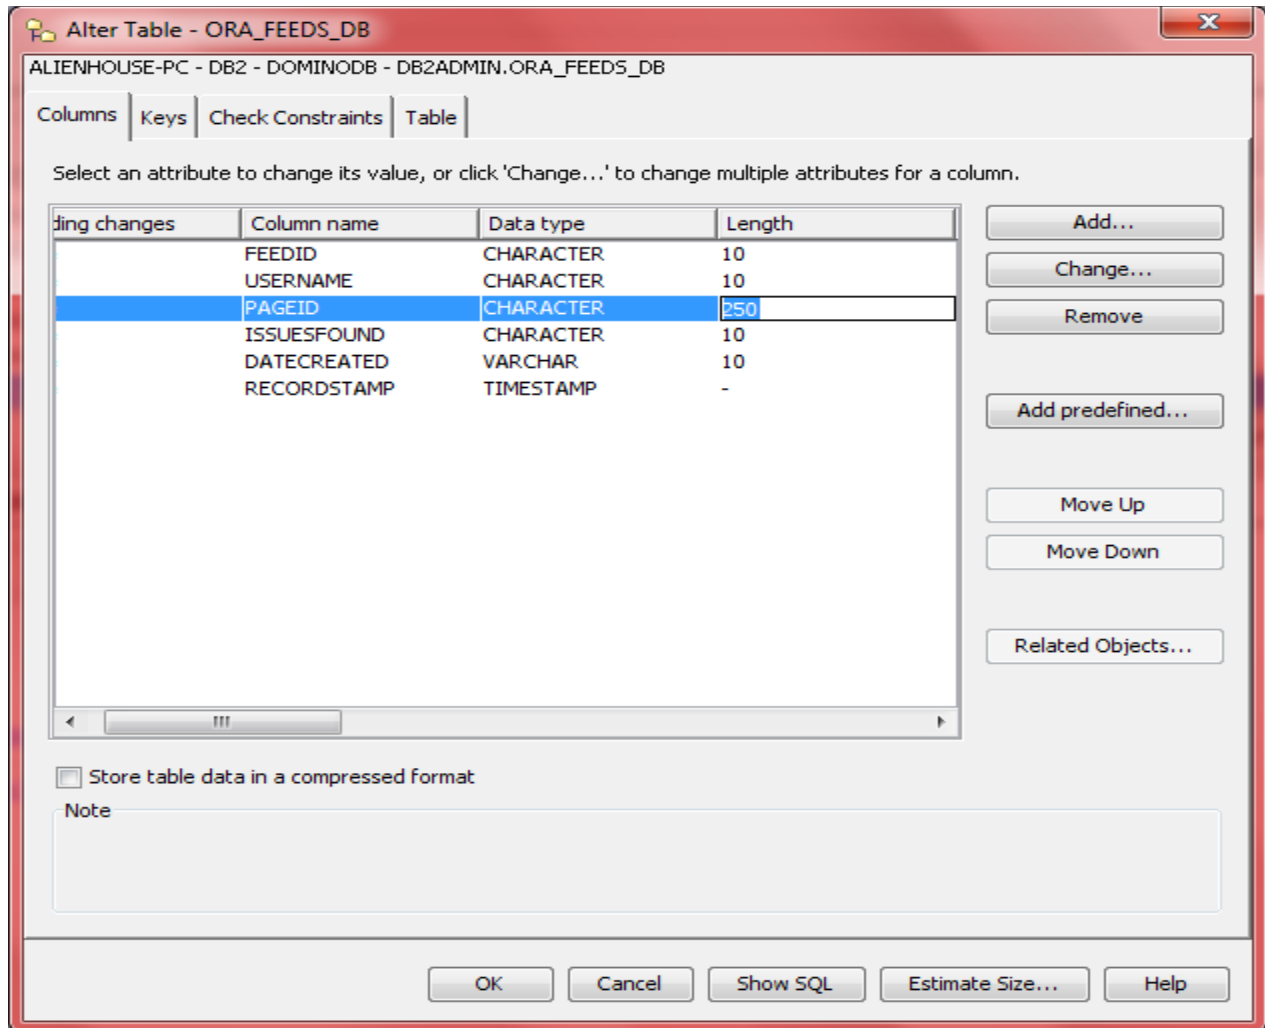 Alter Table - ORA_FEEDS_DB
ALIENHOUSE-PC - DB2 - DOMINODB - DB2ADMIN.ORA_FEEDS_DB
Columns Keys Check Constraints Table
Select an attribute to change its value, or click 'Change...' to change multiple attributes for a column.
ding changes Column name Data type Length
FEEDID CHARACTER 10
USERNAME CHARACTER 10
PAGEID CHARACTER 250
ISSUESFOUND CHARACTER 10
DATECREATED VARCHAR 10
RECORDSTAMP TIMESTAMP -
Add...
Change...
Remove
Add predefined...
Move Up
Move Down
Related Objects...
Store table data in a compressed format
Note
OK Cancel Show SQL Estimate Size... Help